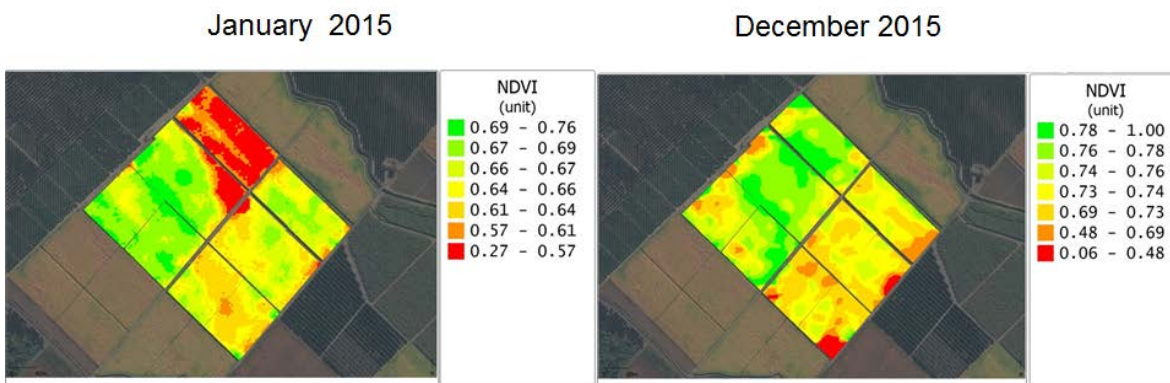 January 2015
December 2015
NDVI
(unit)
0.69 - 0.76
0.67 - 0.69
0.66 - 0.67
0.64 - 0.66
0.61 - 0.64
0.57 - 0.61
0.27 - 0.57
NDVI
(unit)
0.78 - 1.00
0.76 - 0.78
0.74 - 0.76
0.73 - 0.74
0.69 - 0.73
0.48 - 0.69
0.06 - 0.48